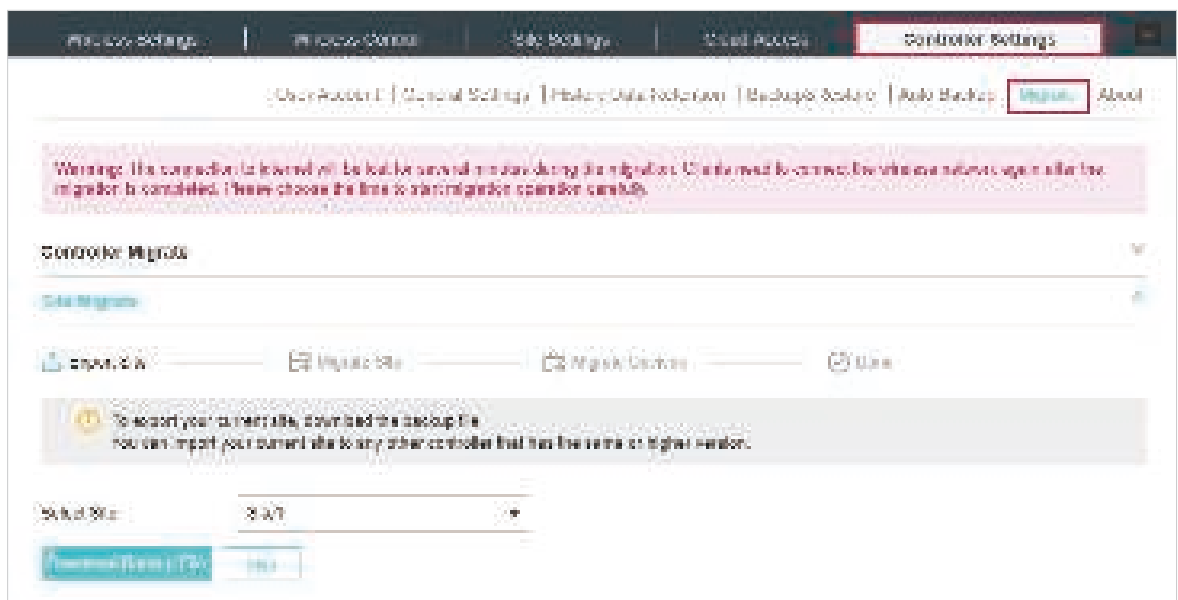 Wireless Settings Wireless Control Site Settings Cloud Access Controller Settings
User Account General Settings History Data Retention Backup & Restore Auto Backup Migrate About
Warning: The connection to internet will be lost for several minutes during the migration. Clients need to connect the wireless network again after the
migration is completed. Please choose the time to start migration operation carefully.
Controller Migrate
Site Migrate
Export Site Migrate Site Migrate Devices Done
To export your current site, download the backup file.
You can import your current site to any other controller that has the same or higher version.
Select Site:
Download Backup File Skip